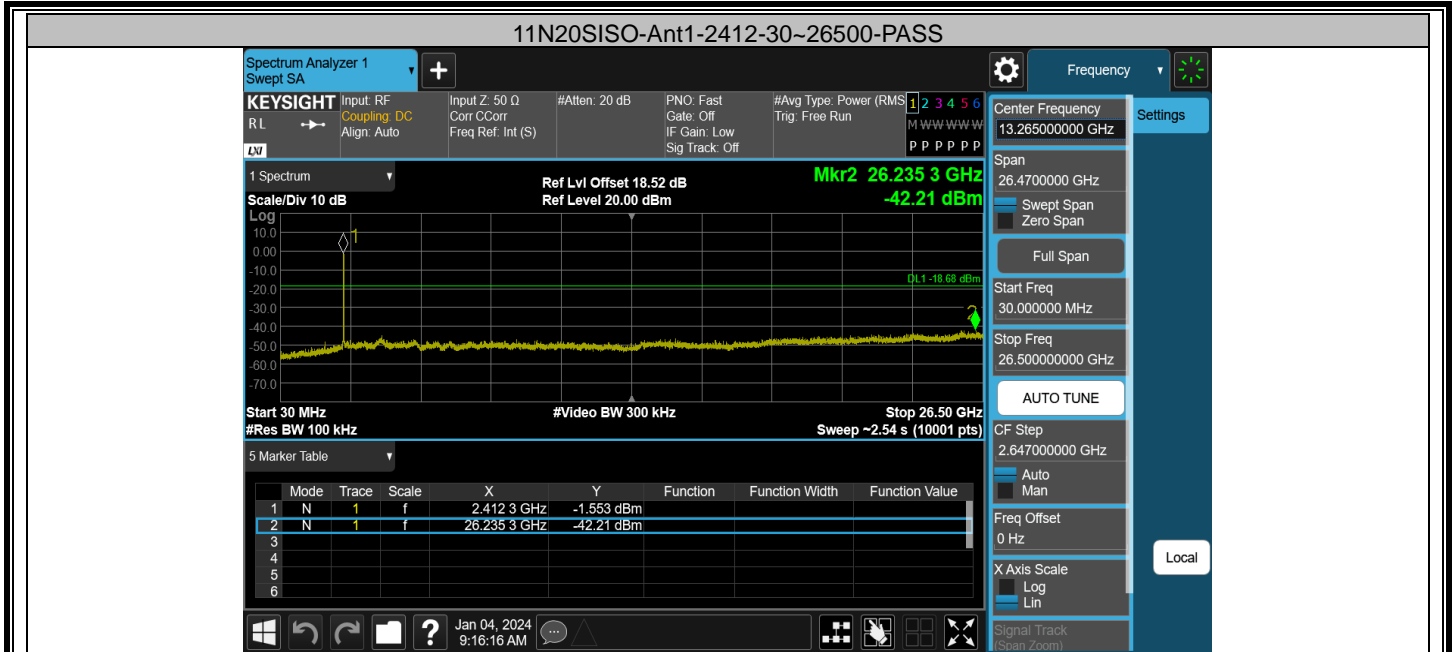 11N20SISO-Ant1-2412-30~26500-PASS
Spectrum Analyzer 1
Swept SA
Frequency
KEYSIGHT
RL
LXI
Input: RF
Coupling: DC
Align: Auto
Input Z: 50 Ω
Corr CCorr
Freq Ref: Int (S)
#Atten: 20 dB
PNO: Fast
Gate: Off
IF Gain: Low
Sig Track: Off
#Avg Type: Power (RMS
Trig: Free Run
1 2 3 4 5 6
M W W W W W
P P P P P P
1 Spectrum
Scale/Div 10 dB
Ref Lvl Offset 18.52 dB
Ref Level 20.00 dBm
Mkr2 26.235 3 GHz
-42.21 dBm
Log
10.0
0.00
-10.0
-20.0
-30.0
-40.0
-50.0
-60.0
-70.0
1
DL1 -18.68 dBm
2
Start 30 MHz
#Video BW 300 kHz
Stop 26.50 GHz
#Res BW 100 kHz
Sweep ~2.54 s (10001 pts)
5 Marker Table
Mode Trace Scale X Y Function Function Width Function Value
1 N 1 f 2.412 3 GHz -1.553 dBm
2 N 1 f 26.235 3 GHz -42.21 dBm
3
4
5
6
Jan 04, 2024
9:16:16 AM
Center Frequency
13.265000000 GHz
Span
26.4700000 GHz
Swept Span
Zero Span
Full Span
Start Freq
30.000000 MHz
Stop Freq
26.500000000 GHz
AUTO TUNE
CF Step
2.647000000 GHz
Auto
Man
Freq Offset
0 Hz
X Axis Scale
Log
Lin
Signal Track
(Span Zoom)
Settings
Local